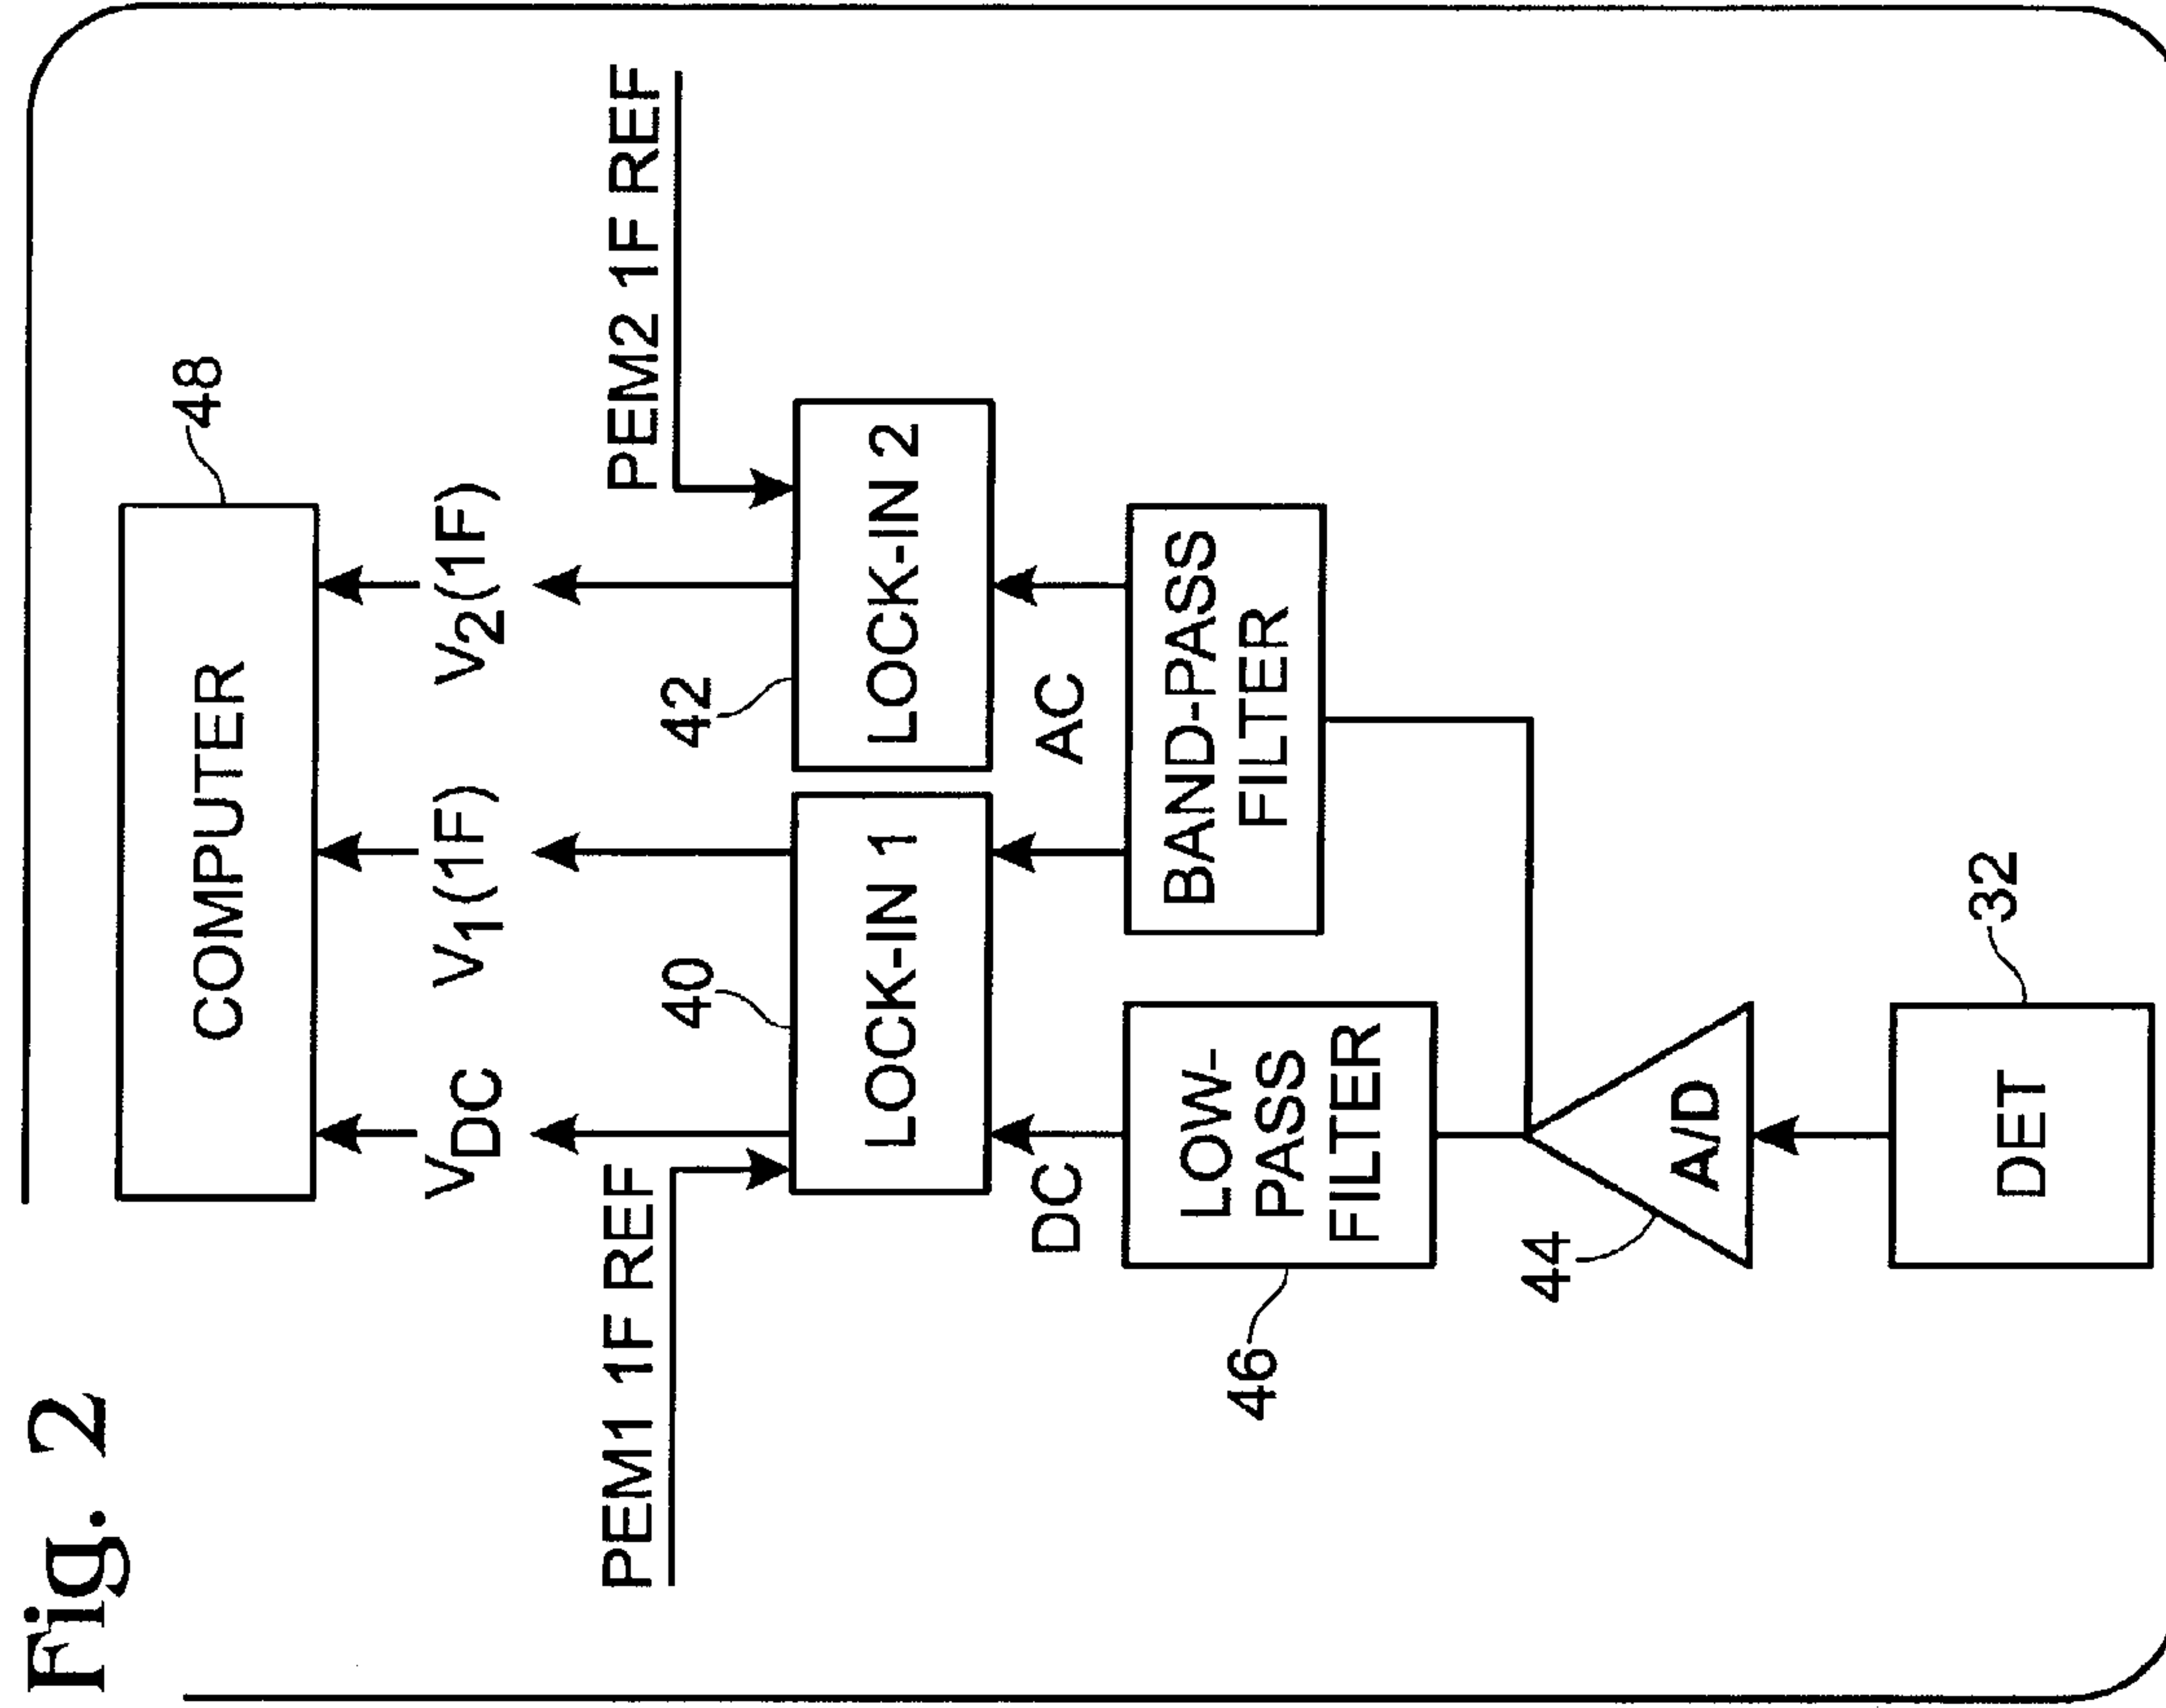 Fig. 2
COMPUTER
48
VDC
V1(1F)
V2(1F)
PEM1 1F REF
40
42
PEM2 1F REF
LOCK-IN 1
LOCK-IN 2
DC
AC
46
LOW-
PASS
FILTER
BAND-PASS
FILTER
44
A/D
32
DET